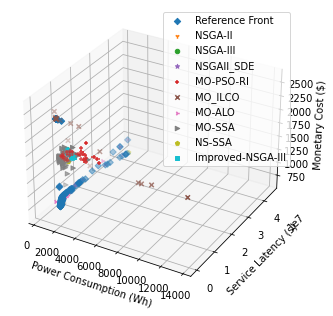 Reference Front
NSGA-II
NSGA-III
NSGAII_SDE
MO-PSO-RI
MO_ILCO
MO-ALO
MO-SSA
NS-SSA
Improved-NSGA-III
2500
2250
2000
1750
1500
1250
1000
750
Monetary Cost ($)
0
2000
4000
6000
8000
10000
12000
14000
Power Consumption (Wh)
0
1
2
3
4
1e7
Service Latency (s)